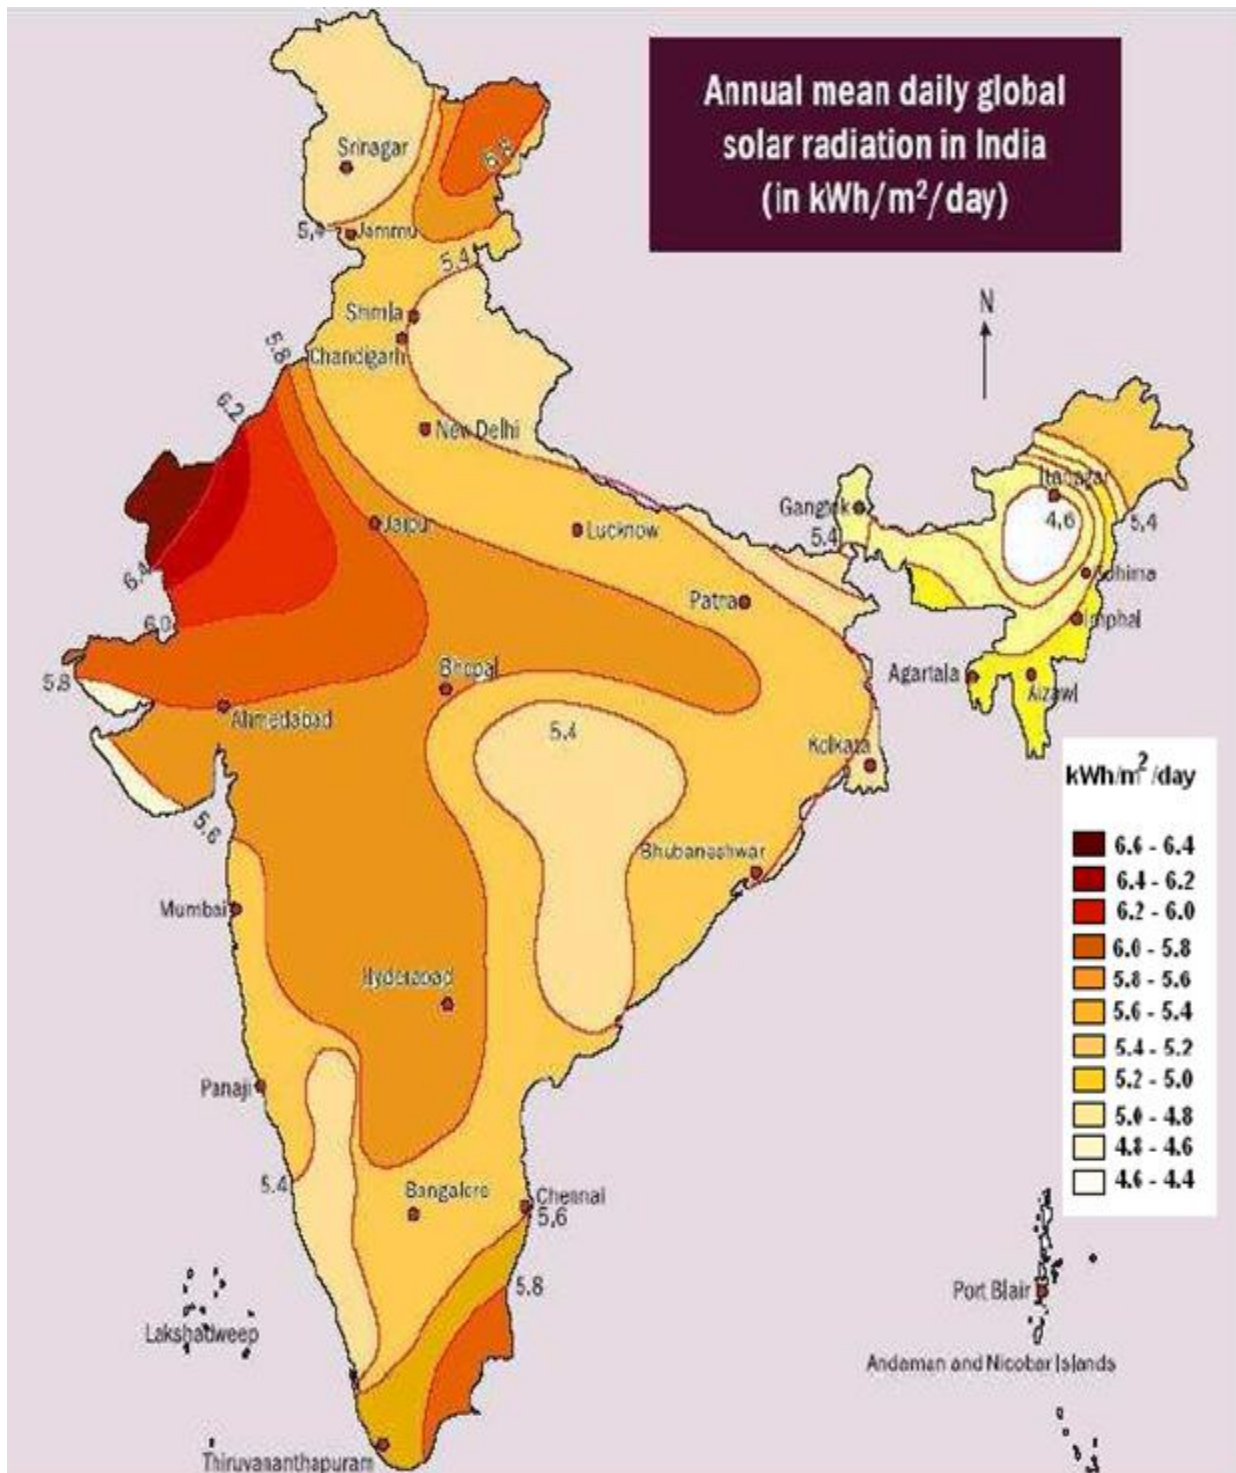 Annual mean daily global
solar radiation in India
(in kWh/m²/day)
Srinagar
5.8
5.4
Jammu
5.4
N
Shimla
5.8
Chandigarh
6.2
New Delhi
Itanagar
Gangtok
4.6
5.4
Jaipur
Lucknow
5.4
6.4
Kohima
Patna
6.0
Imphal
Bhopal
Agartala
5.8
Aizawl
Ahmedabad
5.4
Kolkata
kWh/m²/day
5.6
6.6 - 6.4
Bhubaneshwar
6.4 - 6.2
Mumbai
6.2 - 6.0
6.0 - 5.8
Hyderabad
5.8 - 5.6
5.6 - 5.4
5.4 - 5.2
Panaji
5.2 - 5.0
5.0 - 4.8
4.8 - 4.6
5.4
Bangalore
Chennai
4.6 - 4.4
5.6
5.8
Port Blair
Lakshadweep
Andaman and Nicobar Islands
Thiruvananthapuram